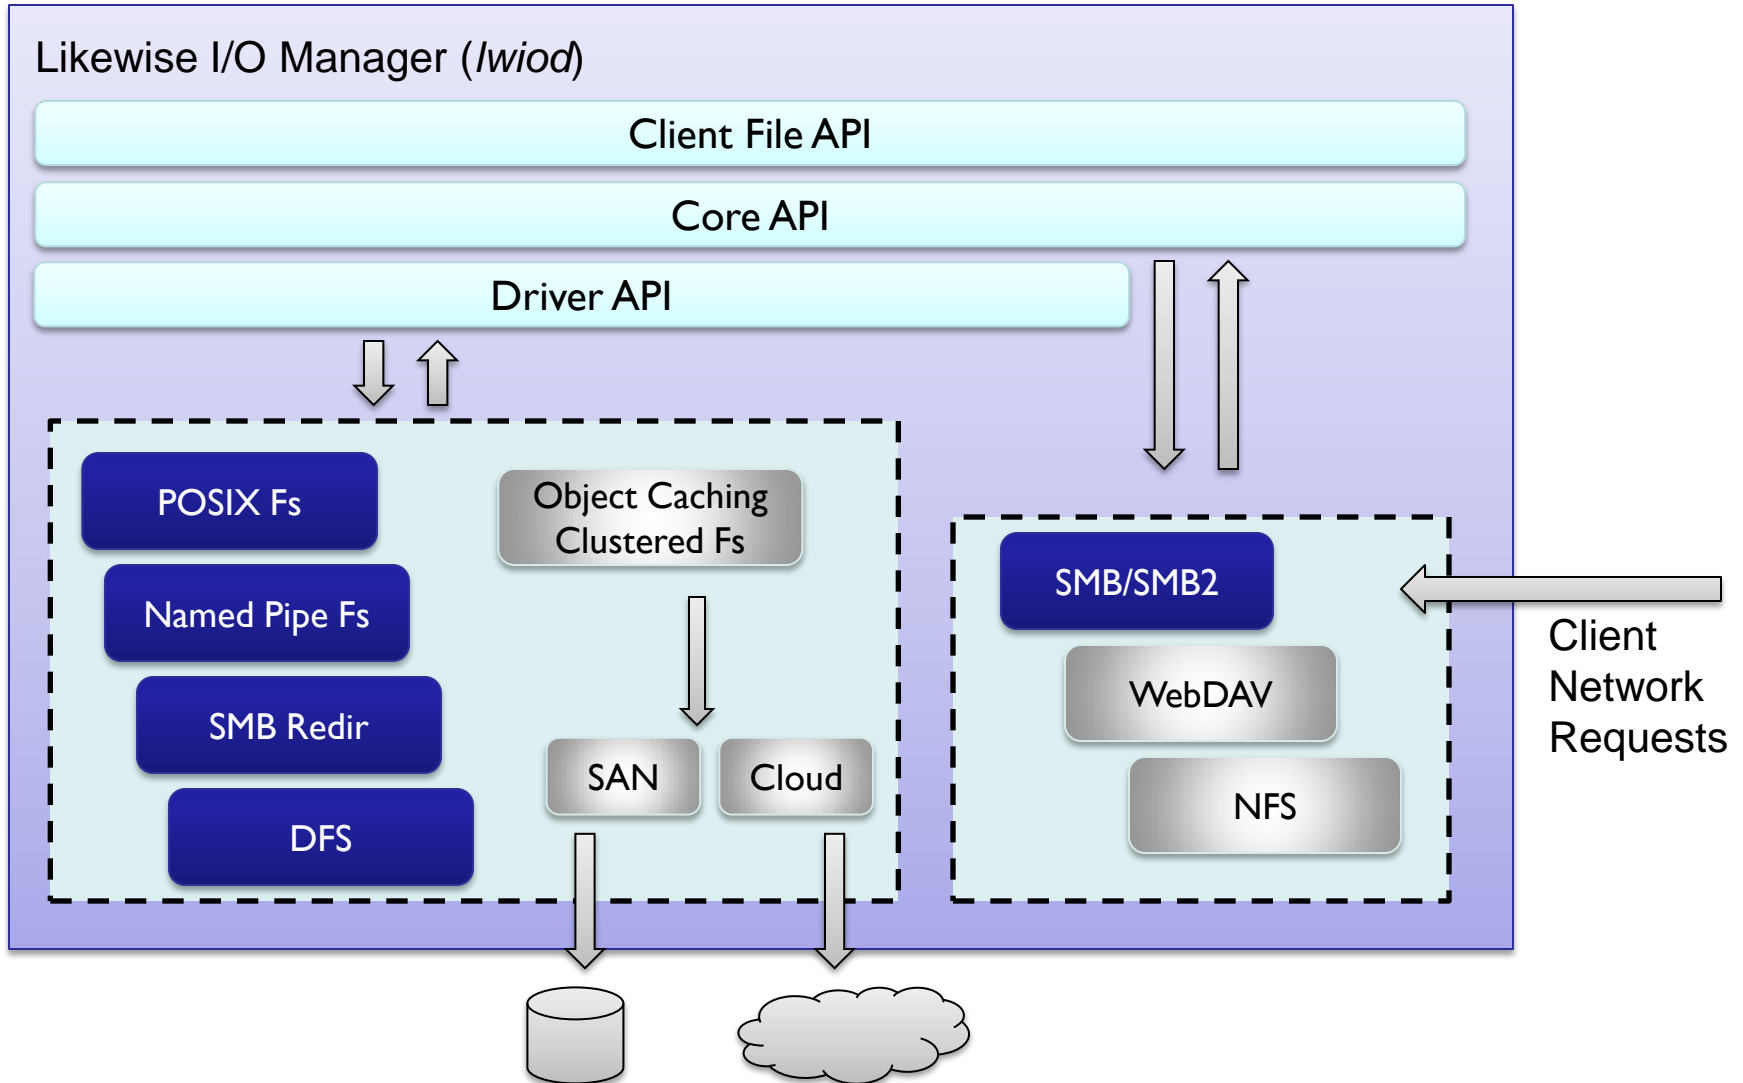 Likewise I/O Manager (lwiod)
Client File API
Core API
Driver API
POSIX Fs
Named Pipe Fs
SMB Redir
DFS
Object Caching
Clustered Fs
SAN
Cloud
SMB/SMB2
WebDAV
NFS
Client
Network
Requests